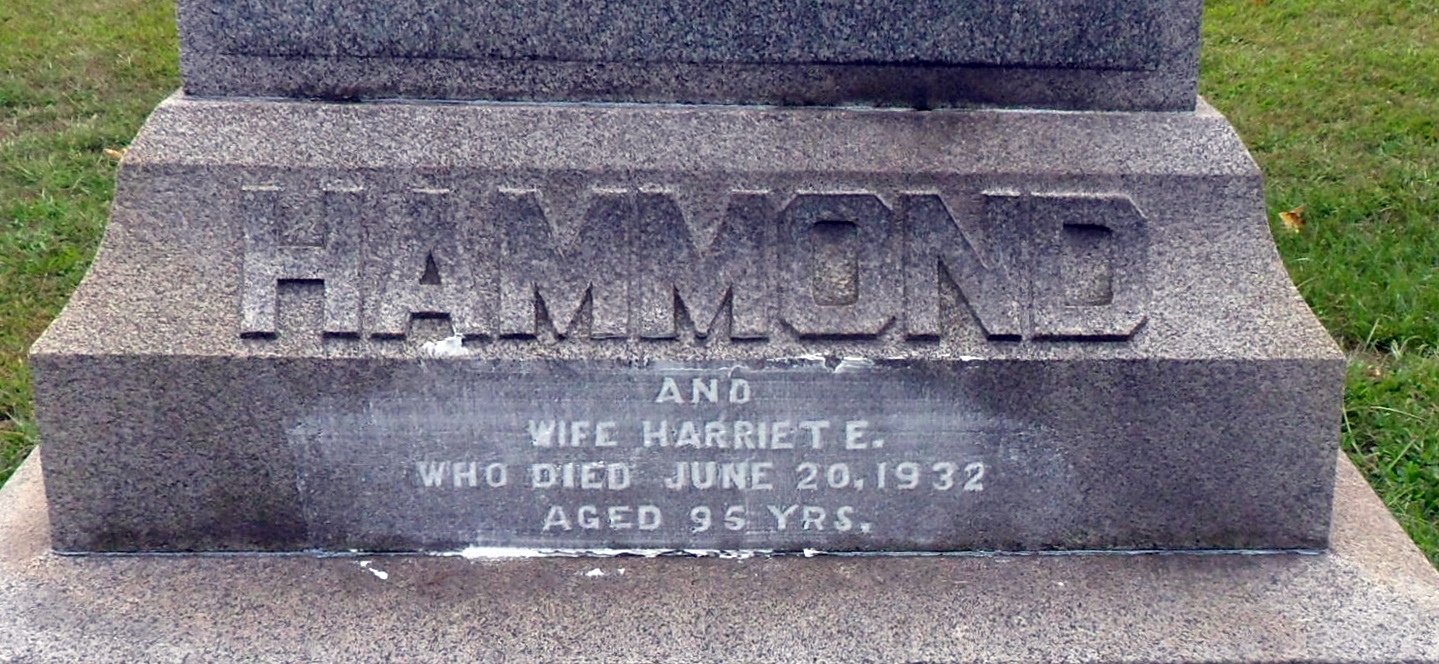 HAMMOND
AND
WIFE HARRIET E.
WHO DIED JUNE 20, 1932
AGED 95 YRS.